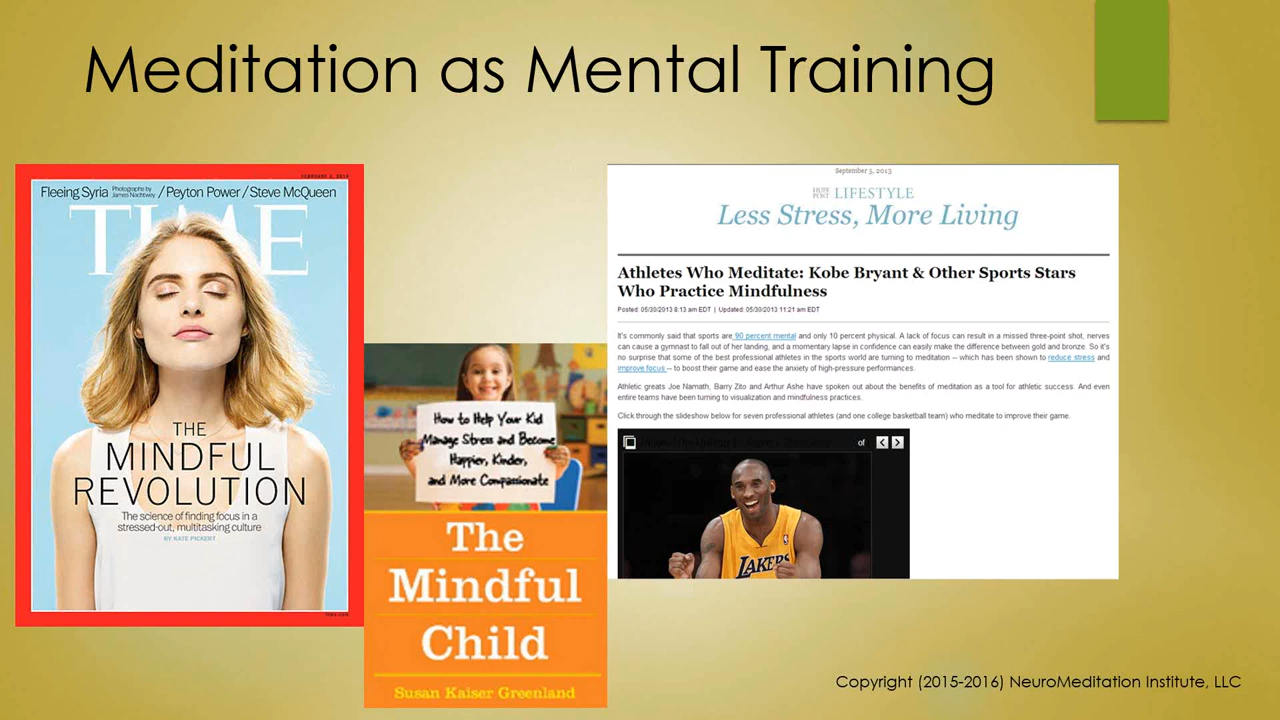 Meditation as Mental Training
Fleeing Syria Photographs by James Nachtwey / Peyton Power / Steve McQueen
TIME
THE
MINDFUL
REVOLUTION
The science of finding focus in a
stressed-out, multitasking culture
BY KATE PICKERT
How to Help Your Kid
Manage Stress and Become
Happier, Kinder,
and More Compassionate
The
Mindful
Child
Susan Kaiser Greenland
September 3, 2013
HUFF POST LIFESTYLE
Less Stress, More Living
Athletes Who Meditate: Kobe Bryant & Other Sports Stars
Who Practice Mindfulness
Posted: 05/30/2013 8:13 am EDT | Updated: 05/30/2013 11:21 am EDT
It's commonly said that sports are 90 percent mental and only 10 percent physical. A lack of focus can result in a missed three-point shot, nerves
can cause a gymnast to fall out of her landing, and a momentary lapse in confidence can easily make the difference between gold and bronze. So it's
no surprise that some of the best professional athletes in the sports world are turning to meditation -- which has been shown to reduce stress and
improve focus -- to boost their game and ease the anxiety of high-pressure performances.
Athletic greats Joe Namath, Barry Zito and Arthur Ashe have spoken out about the benefits of meditation as a tool for athletic success. And even
entire teams have been turning to visualization and mindfulness practices.
Click through the slideshow below for seven professional athletes (and one college basketball team) who meditate to improve their game.
of
LAKERS
Copyright (2015-2016) NeuroMeditation Institute, LLC